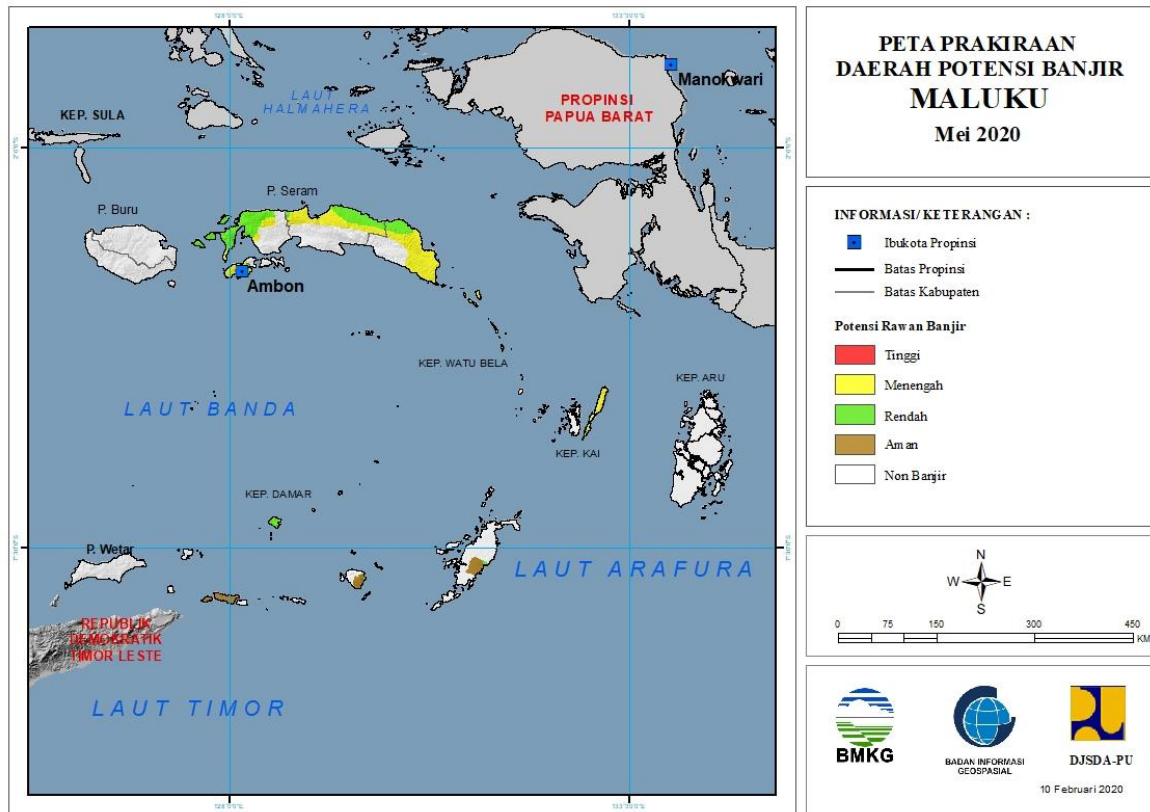 PETA PRAKIRAAN
DAERAH POTENSI BANJIR
MALUKU
Mei 2020
KEP. SULA
LAUT
HALMAHERA
PROPINSI
PAPUA BARAT
Manokwari
P. Buru
P. Seram
Ambon
KEP. WATU BELA
KEP. ARU
LAUT BANDA
KEP. KAI
KEP. DAMAR
P. Wetar
LAUT ARAFURA
REPUBLIK
DEMOKRATIK
TIMOR LESTE
LAUT TIMOR
INFORMASI/ KETERANGAN :
Ibukota Propinsi
Batas Propinsi
Batas Kabupaten
Potensi Rawan Banjir
Tinggi
Menengah
Rendah
Aman
Non Banjir
N
W E
S
0 75 150 300 450
KM
BMKG
BADAN INFORMASI
GEOSPASIAL
DJSDA-PU
10 Februari 2020